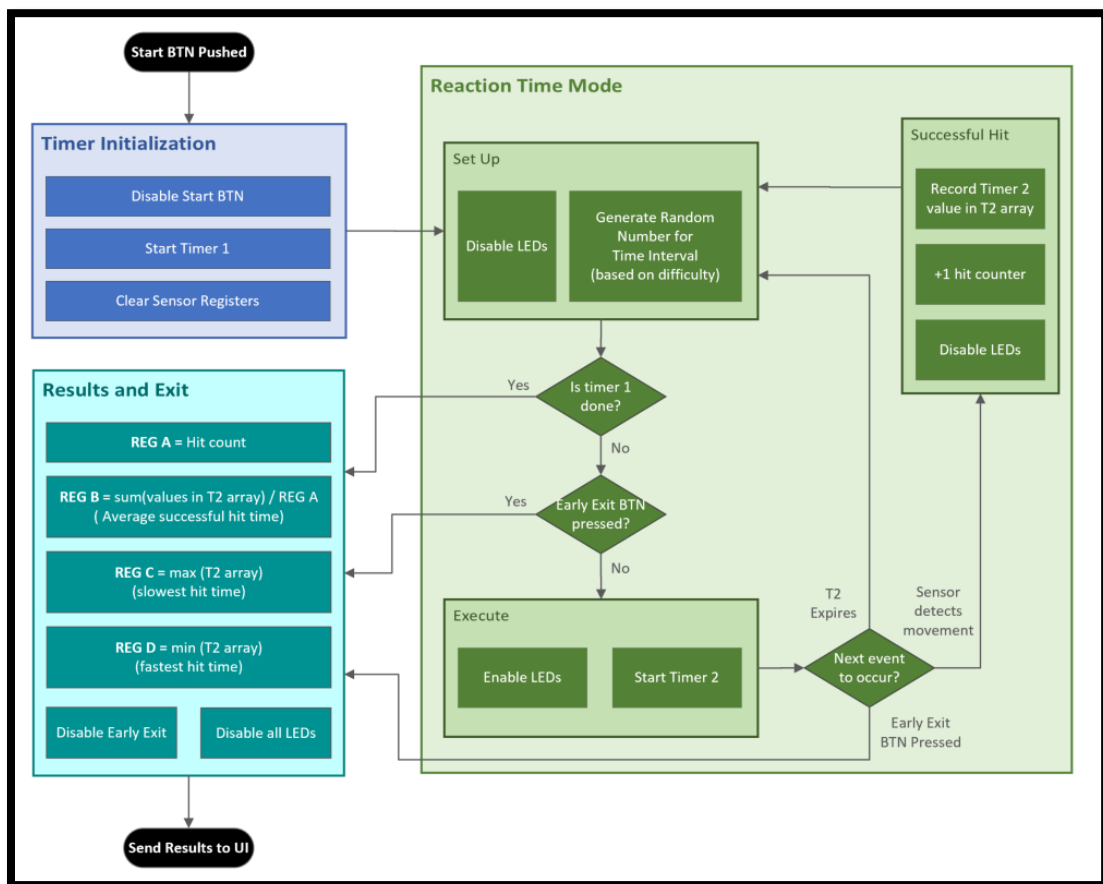 Start BTN Pushed
Timer Initialization
Disable Start BTN
Start Timer 1
Clear Sensor Registers
Reaction Time Mode
Set Up
Disable LEDs
Generate Random
Number for
Time Interval
(based on difficulty)
Successful Hit
Record Timer 2
value in T2 array
+1 hit counter
Disable LEDs
Is timer 1
done?
Yes
No
Early Exit BTN
pressed?
Yes
No
Execute
Enable LEDs
Start Timer 2
Next event
to occur?
T2
Expires
Sensor
detects
movement
Early Exit
BTN Pressed
Results and Exit
REG A = Hit count
REG B = sum(values in T2 array) / REG A
( Average successful hit time)
REG C = max (T2 array)
(slowest hit time)
REG D = min (T2 array)
(fastest hit time)
Disable Early Exit
Disable all LEDs
Send Results to UI